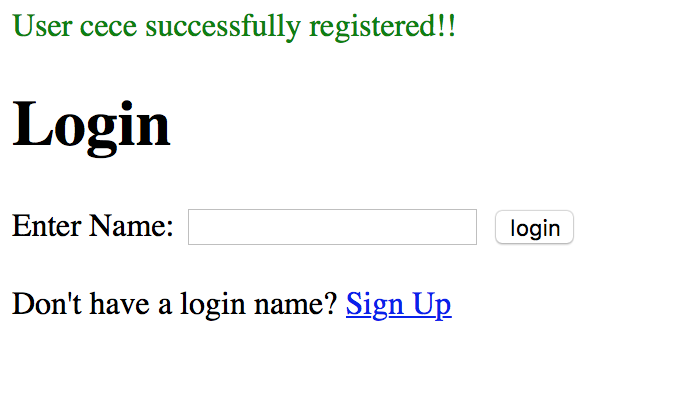 User cece successfully registered!!
Login
Enter Name: login
Don't have a login name? Sign Up